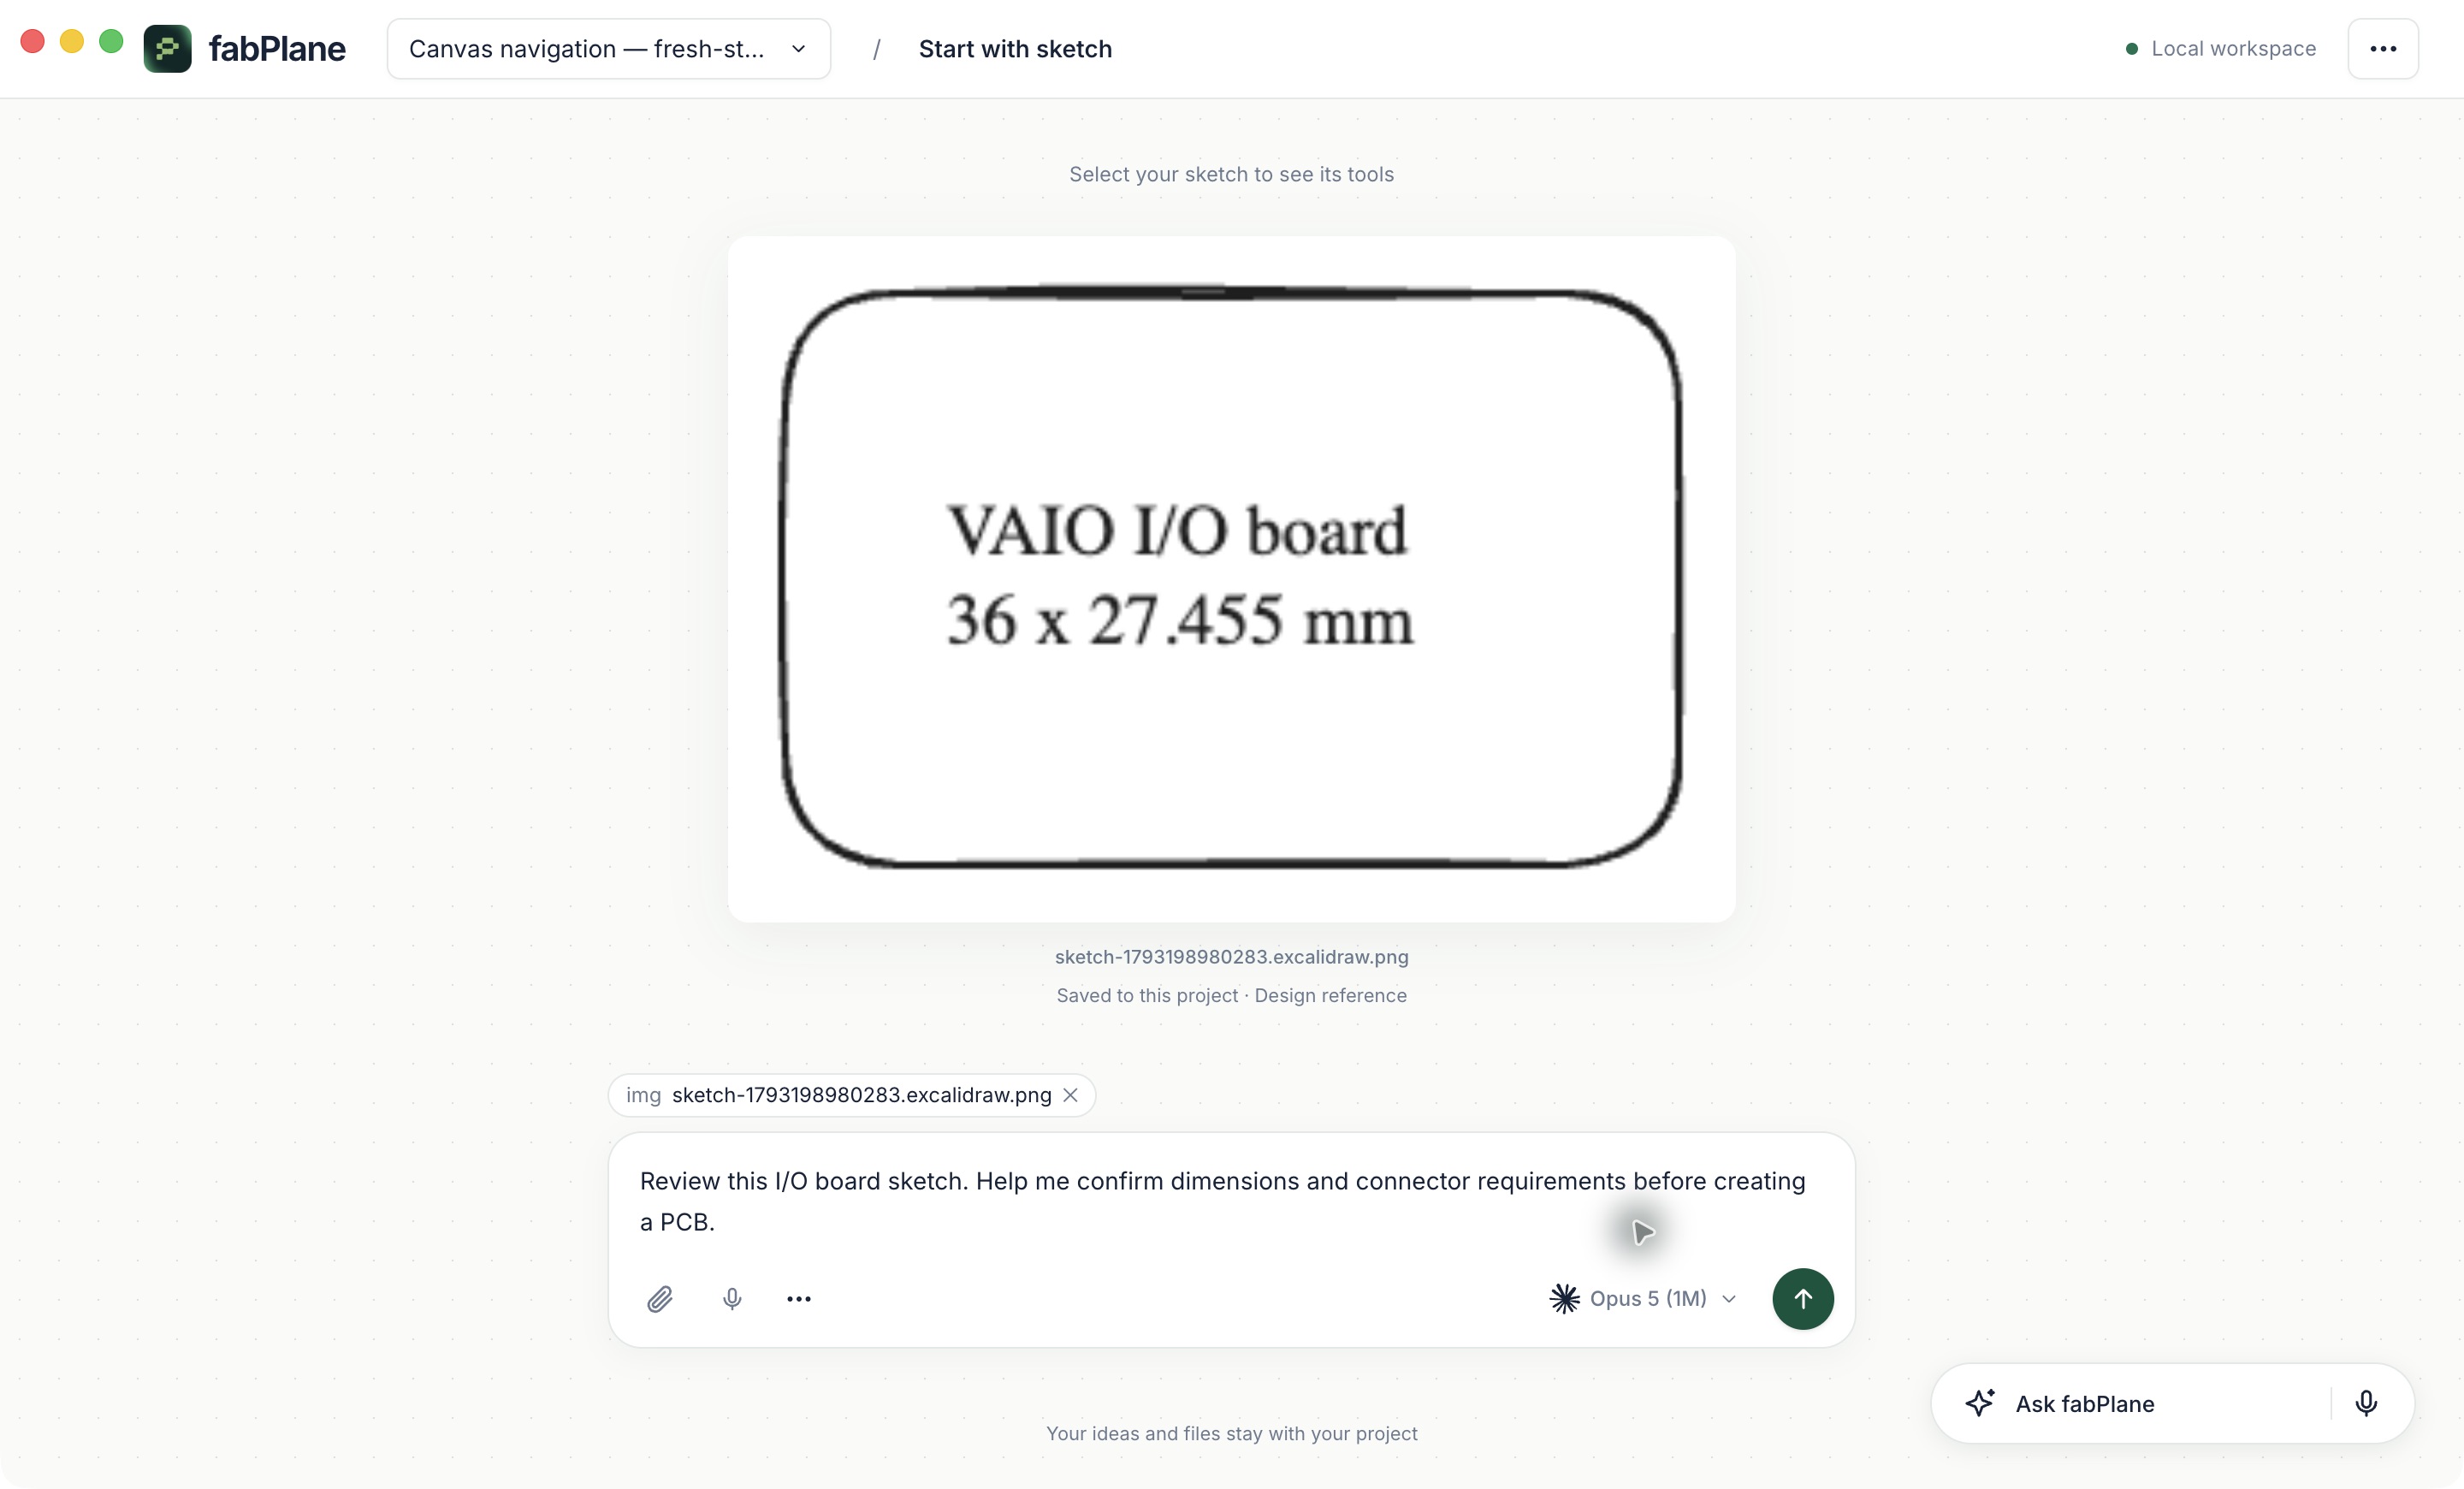 fabPlane
Canvas navigation — fresh-st...
/
Start with sketch
Local workspace
Select your sketch to see its tools
VAIO I/O board
36 x 27.455 mm
sketch-1793198980283.excalidraw.png
Saved to this project · Design reference
img sketch-1793198980283.excalidraw.png
Review this I/O board sketch. Help me confirm dimensions and connector requirements before creating
a PCB.
Opus 5 (1M)
Ask fabPlane
Your ideas and files stay with your project